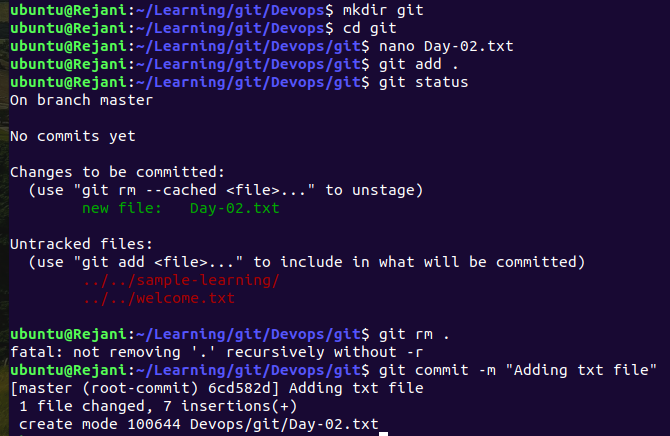 ubuntu@Rejani:~/Learning/git/Devops$ mkdir git
ubuntu@Rejani:~/Learning/git/Devops$ cd git
ubuntu@Rejani:~/Learning/git/Devops/git$ nano Day-02.txt
ubuntu@Rejani:~/Learning/git/Devops/git$ git add .
ubuntu@Rejani:~/Learning/git/Devops/git$ git status
On branch master

No commits yet

Changes to be committed:
  (use "git rm --cached <file>..." to unstage)
        new file:   Day-02.txt

Untracked files:
  (use "git add <file>..." to include in what will be committed)
        ../../sample-learning/
        ../../welcome.txt

ubuntu@Rejani:~/Learning/git/Devops/git$ git rm .
fatal: not removing '.' recursively without -r
ubuntu@Rejani:~/Learning/git/Devops/git$ git commit -m "Adding txt file"
[master (root-commit) 6cd582d] Adding txt file
 1 file changed, 7 insertions(+)
 create mode 100644 Devops/git/Day-02.txt